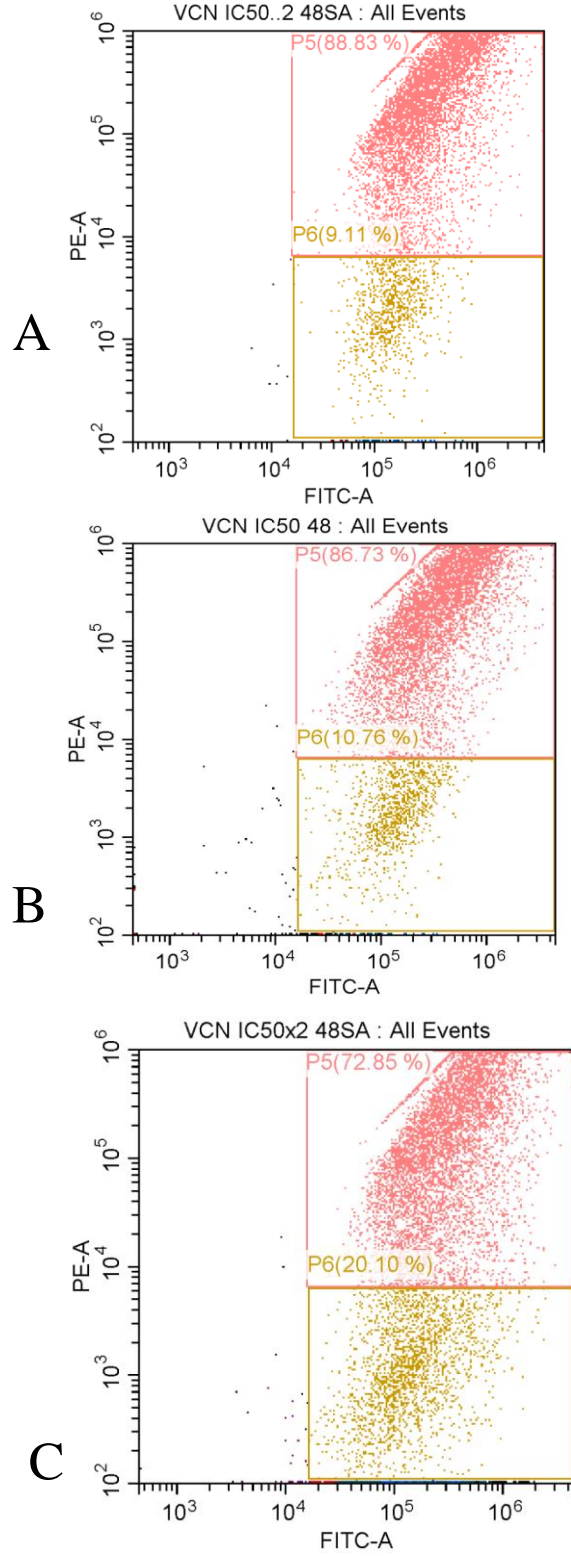 VCN IC50..2 48SA : All Events
P5(88.83 %)
P6(9.11 %)
PE-A
10^6
10^5
10^4
10^3
10^2
10^3 10^4 10^5 10^6
FITC-A
A
VCN IC50 48 : All Events
P5(86.73 %)
P6(10.76 %)
PE-A
10^6
10^5
10^4
10^3
10^2
10^3 10^4 10^5 10^6
FITC-A
B
VCN IC50x2 48SA : All Events
P5(72.85 %)
P6(20.10 %)
PE-A
10^6
10^5
10^4
10^3
10^2
10^3 10^4 10^5 10^6
FITC-A
C